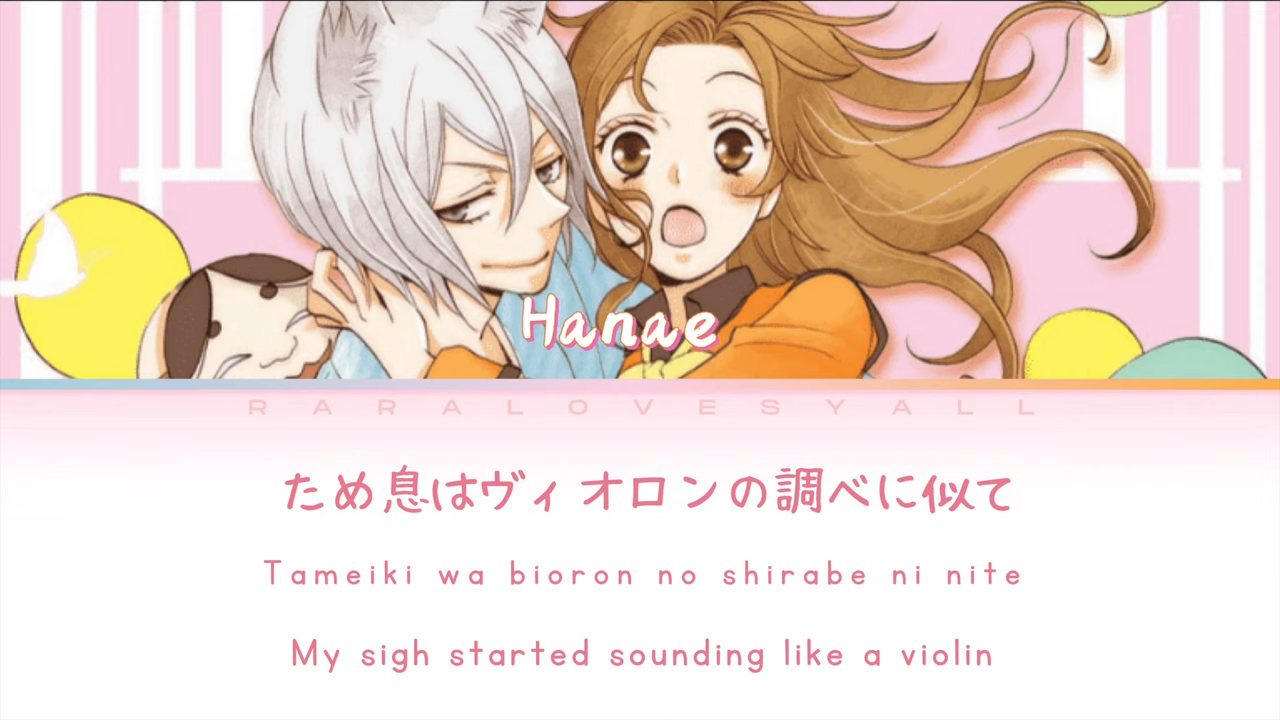 Hanae
RARALOVESYALL
ため息はヴィオロンの調べに似て
Tameiki wa bioron no shirabe ni nite
My sigh started sounding like a violin